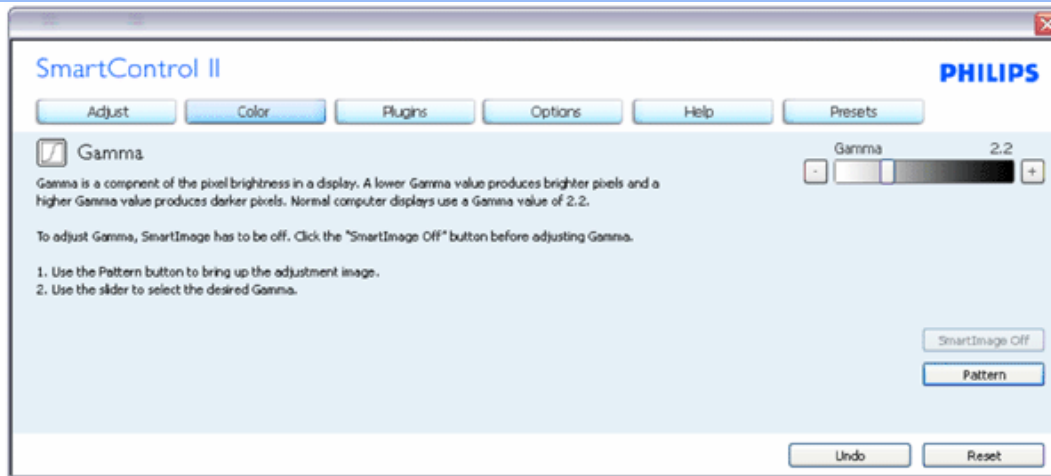 SmartControl II
PHILIPS
Adjust Color Plugins Options Help Presets
Gamma
Gamma 2.2
- +
Gamma is a compnent of the pixel brightness in a display. A lower Gamma value produces brighter pixels and a
higher Gamma value produces darker pixels. Normal computer displays use a Gamma value of 2.2.
To adjust Gamma, SmartImage has to be off. Click the "SmartImage Off" button before adjusting Gamma.
1. Use the Pattern button to bring up the adjustment image.
2. Use the slider to select the desired Gamma.
SmartImage Off
Pattern
Undo Reset